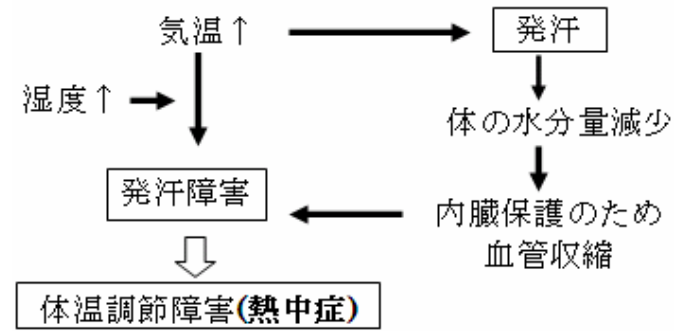 気温↑
発汗
湿度↑
体の水分量減少
発汗障害
内臓保護のため
血管収縮
体温調節障害(熱中症)